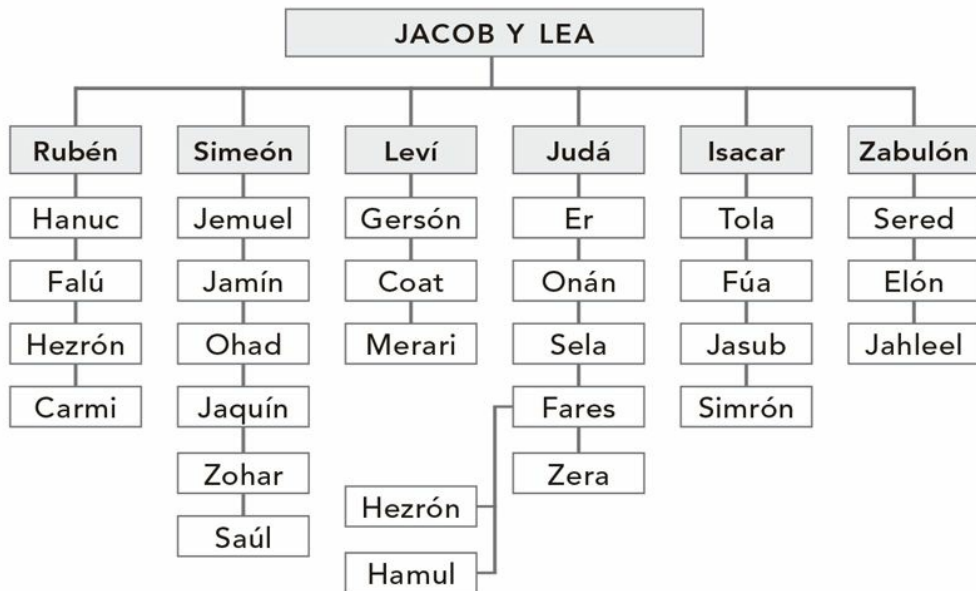 JACOB Y LEA
Rubén
Hanuc
Falú
Hezrón
Carmi
Simeón
Jemuel
Jamín
Ohad
Jaquín
Zohar
Saúl
Leví
Gersón
Coat
Merari
Judá
Er
Onán
Sela
Fares
Zera
Hezrón
Hamul
Isacar
Tola
Fúa
Jasub
Simrón
Zabulón
Sered
Elón
Jahleel